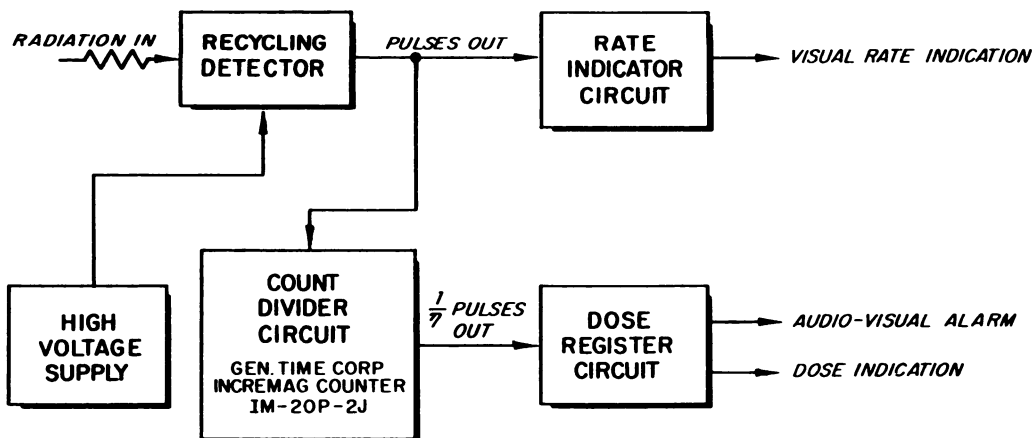 RADIATION IN
RECYCLING
DETECTOR
PULSES OUT
RATE
INDICATOR
CIRCUIT
VISUAL RATE INDICATION
HIGH
VOLTAGE
SUPPLY
COUNT
DIVIDER
CIRCUIT
GEN. TIME CORP
INCREMAG COUNTER
IM-20P-2J
1/7 PULSES
OUT
DOSE
REGISTER
CIRCUIT
AUDIO-VISUAL ALARM
DOSE INDICATION